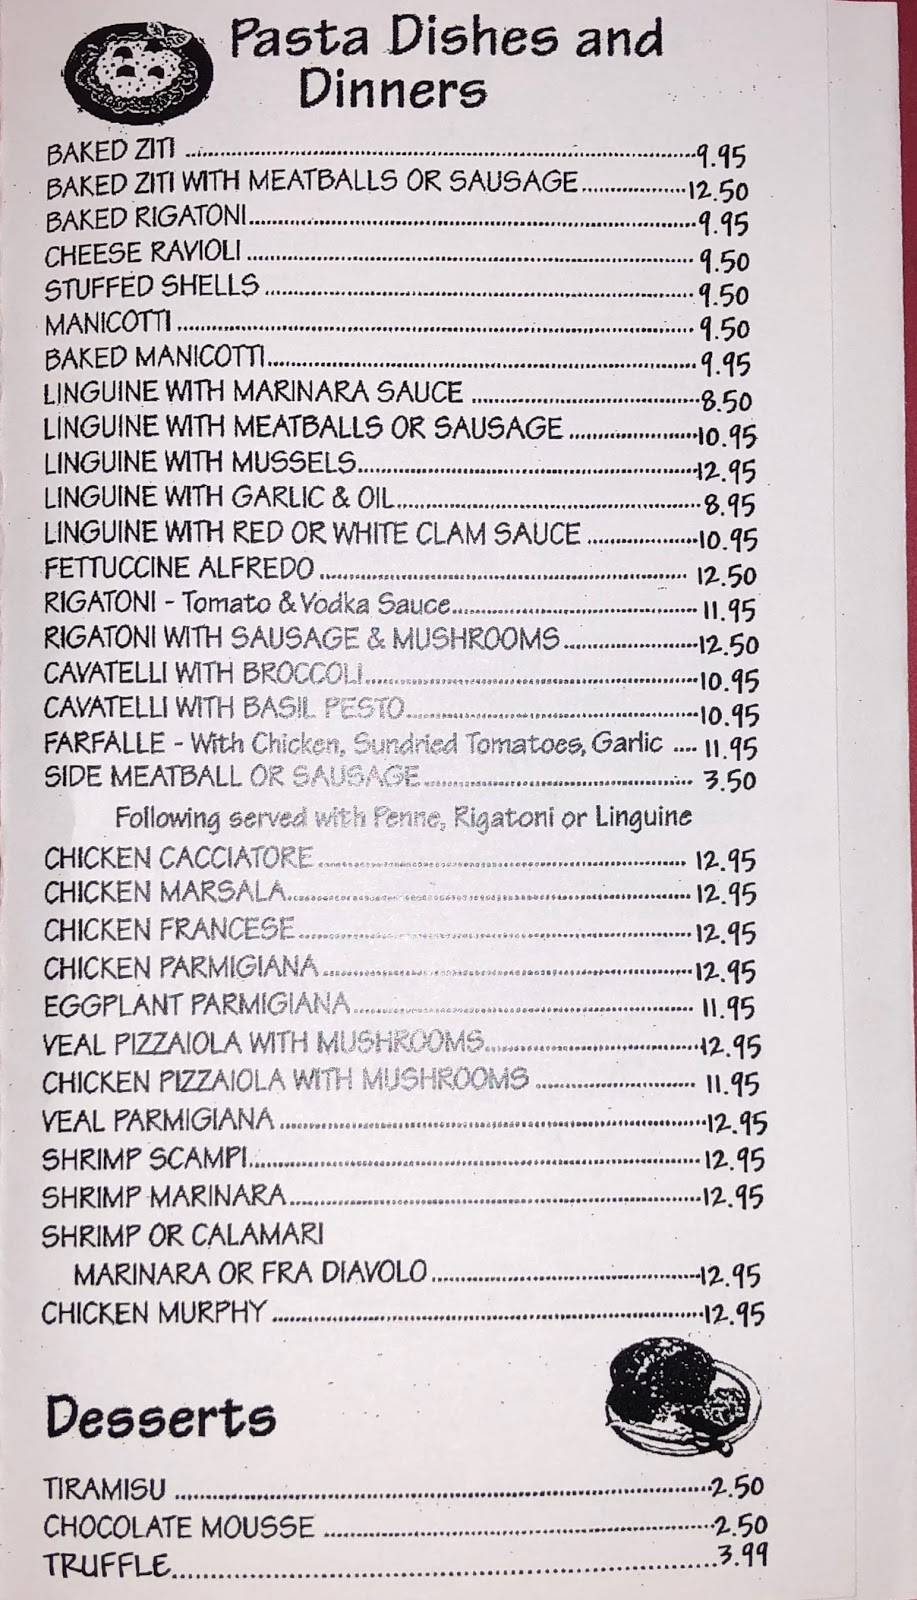 Pasta Dishes and
Dinners
BAKED ZITI ........ 9.95
BAKED ZITI WITH MEATBALLS OR SAUSAGE........ 12.50
BAKED RIGATONI........ 9.95
CHEESE RAVIOLI ........ 9.50
STUFFED SHELLS ........ 9.50
MANICOTTI ........ 9.50
BAKED MANICOTTI........ 9.95
LINGUINE WITH MARINARA SAUCE ........ 8.50
LINGUINE WITH MEATBALLS OR SAUSAGE ........ 10.95
LINGUINE WITH MUSSELS........ 12.95
LINGUINE WITH GARLIC & OIL........ 8.95
LINGUINE WITH RED OR WHITE CLAM SAUCE ........ 10.95
FETTUCCINE ALFREDO ........ 12.50
RIGATONI - Tomato & Vodka Sauce........ 11.95
RIGATONI WITH SAUSAGE & MUSHROOMS ........ 12.50
CAVATELLI WITH BROCCOLI........ 10.95
CAVATELLI WITH BASIL PESTO........ 10.95
FARFALLE - With Chicken, Sundried Tomatoes, Garlic .... 11.95
SIDE MEATBALL OR SAUSAGE........ 3.50
Following served with Penne, Rigatoni or Linguine
CHICKEN CACCIATORE ........ 12.95
CHICKEN MARSALA........ 12.95
CHICKEN FRANCESE........ 12.95
CHICKEN PARMIGIANA........ 12.95
EGGPLANT PARMIGIANA........ 11.95
VEAL PIZZAIOLA WITH MUSHROOMS........ 12.95
CHICKEN PIZZAIOLA WITH MUSHROOMS ........ 11.95
VEAL PARMIGIANA ........ 12.95
SHRIMP SCAMPI........ 12.95
SHRIMP MARINARA........ 12.95
SHRIMP OR CALAMARI
MARINARA OR FRA DIAVOLO ........ 12.95
CHICKEN MURPHY ........ 12.95
Desserts
TIRAMISU ........ 2.50
CHOCOLATE MOUSSE ........ 2.50
TRUFFLE........ 3.99